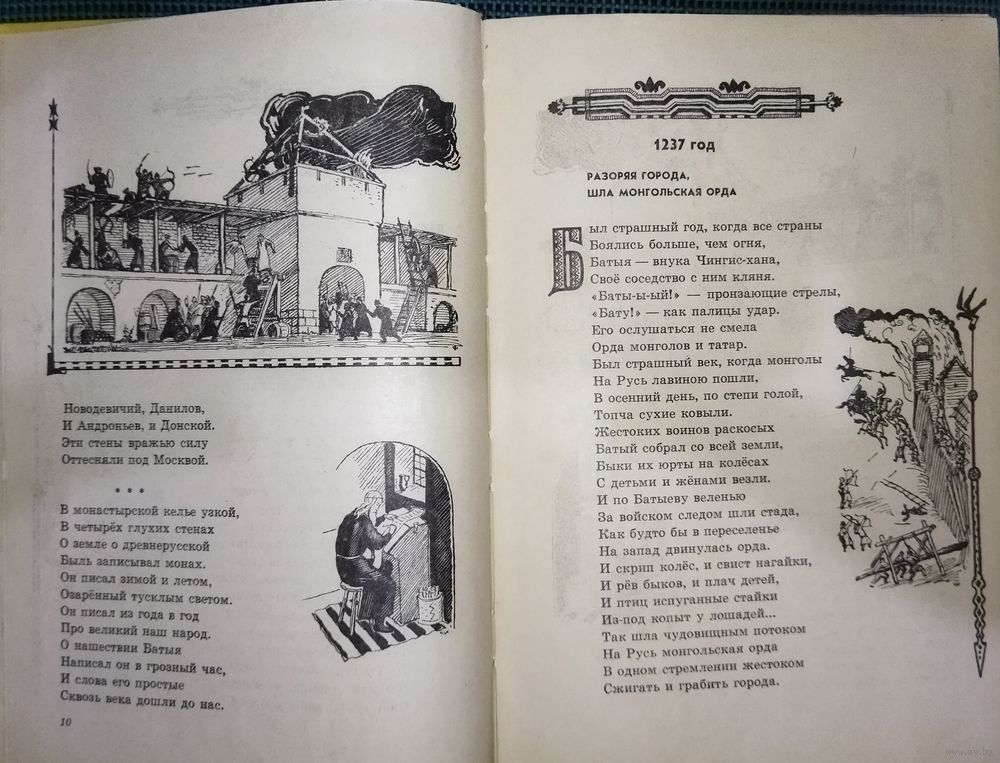 Новодевичий, Данилов,
И Андроньев, и Донской.
Эти стены вражью силу
Оттесняли под Москвой.
* * *
В монастырской келье узкой,
В четырёх глухих стенах
О земле о древнерусской
Быль записывал монах.
Он писал зимой и летом,
Озарённый тусклым светом.
Он писал из года в год
Про великий наш народ.
О нашествии Батыя
Написал он в грозный час,
И слова его простые
Сквозь века дошли до нас.
10
1237 год
РАЗОРЯЯ ГОРОДА,
ШЛА МОНГОЛЬСКАЯ ОРДА
Был страшный год, когда все страны
Боялись больше, чем огня,
Батыя — внука Чингис-хана,
Своё соседство с ним кляня.
«Баты-ы-ый!» — пронзающие стрелы,
«Бату!» — как палицы удар.
Его ослушаться не смела
Орда монголов и татар.
Был страшный век, когда монголы
На Русь лавиною пошли,
В осенний день, по степи голой,
Топча сухие ковыли.
Жестоких воинов раскосых
Батый собрал со всей земли,
Быки их юрты на колёсах
С детьми и жёнами везли.
И по Батыеву веленью
За войском следом шли стада,
Как будто бы в переселенье
На запад двинулась орда.
И скрип колёс, и свист нагайки,
И рёв быков, и плач детей,
И птиц испуганные стайки
Из-под копыт у лошадей...
Так шла чудовищным потоком
На Русь монгольская орда
В одном стремлении жестоком
Сжигать и грабить города.
www.ay.by